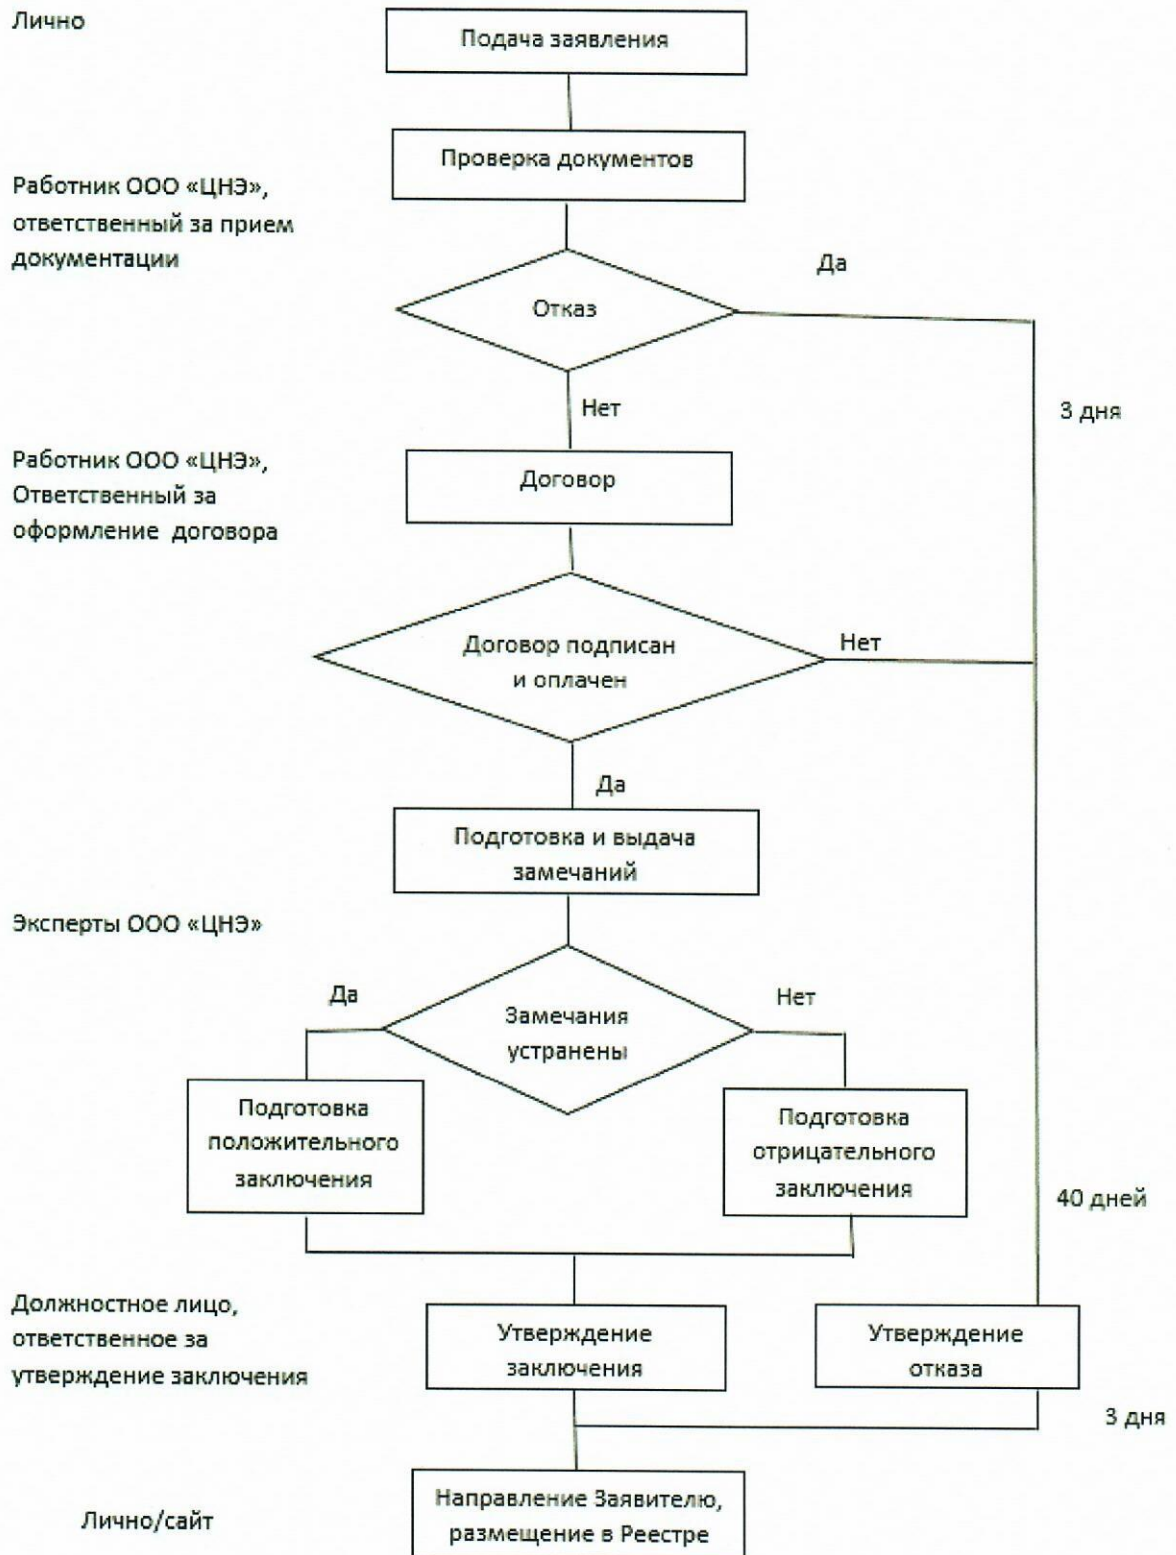 Лично
Подача заявления
Проверка документов
Работник ООО «ЦНЭ»,
ответственный за прием
документации
Да
Отказ
Нет
3 дня
Работник ООО «ЦНЭ»,
Ответственный за
оформление договора
Договор
Договор подписан
и оплачен
Нет
Да
Подготовка и выдача
замечаний
Эксперты ООО «ЦНЭ»
Да
Нет
Замечания
устранены
Подготовка
положительного
заключения
Подготовка
отрицательного
заключения
40 дней
Должностное лицо,
ответственное за
утверждение заключения
Утверждение
заключения
Утверждение
отказа
3 дня
Лично/сайт
Направление Заявителю,
размещение в Реестре